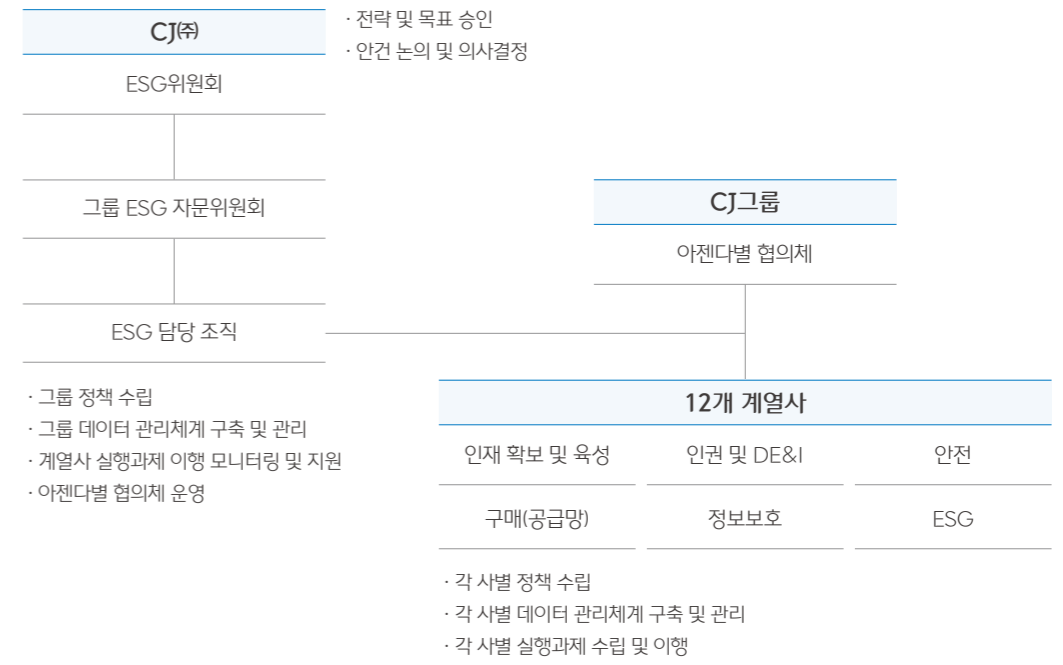 CJ㈜
· 전략 및 목표 승인
· 안건 논의 및 의사결정
ESG위원회
그룹 ESG 자문위원회
ESG 담당 조직
· 그룹 정책 수립
· 그룹 데이터 관리체계 구축 및 관리
· 계열사 실행과제 이행 모니터링 및 지원
· 아젠다별 협의체 운영
CJ그룹
아젠다별 협의체
12개 계열사
인재 확보 및 육성 인권 및 DE&I 안전
구매(공급망) 정보보호 ESG
· 각 사별 정책 수립
· 각 사별 데이터 관리체계 구축 및 관리
· 각 사별 실행과제 수립 및 이행